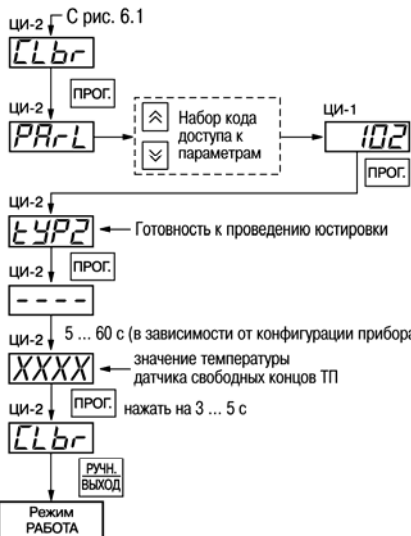 ЦИ-2 С рис. 6.1
CLbr
ПРОГ.
ЦИ-2
PArL
Набор кода
доступа к
параметрам
ЦИ-1
102
ПРОГ.
ЦИ-2
tYP2
Готовность к проведению юстировки
ПРОГ.
ЦИ-2
- - - -
5 ... 60 с (в зависимости от конфигурации прибора
ЦИ-2
XXXX
значение температуры
датчика свободных концов ТП
ПРОГ. нажать на 3 ... 5 с
ЦИ-2
CLbr
РУЧН.
ВЫХОД
Режим
РАБОТА